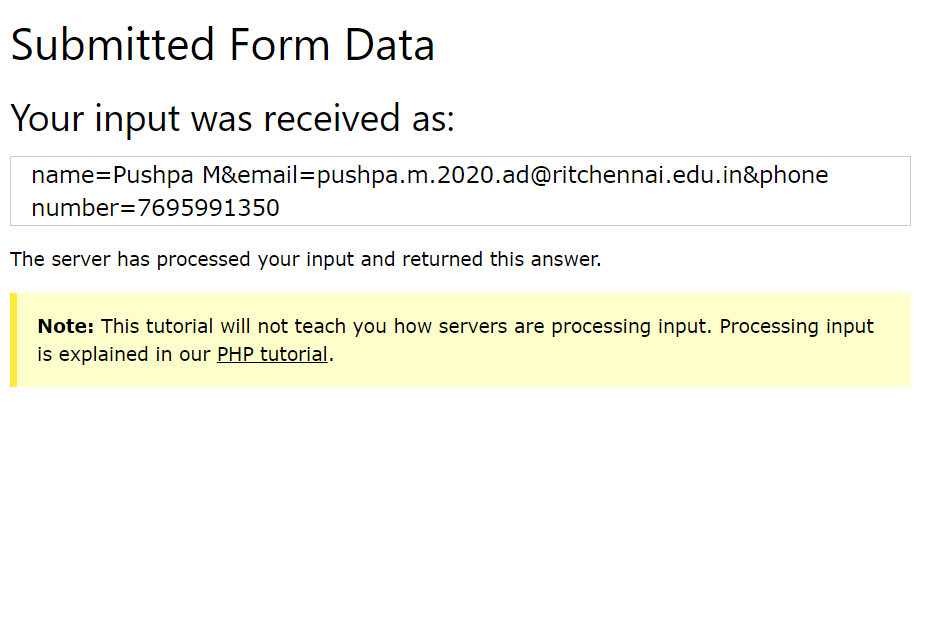 Submitted Form Data
Your input was received as:
name=Pushpa M&email=pushpa.m.2020.ad@ritchennai.edu.in&phone
number=7695991350
The server has processed your input and returned this answer.
Note: This tutorial will not teach you how servers are processing input. Processing input
is explained in our PHP tutorial.